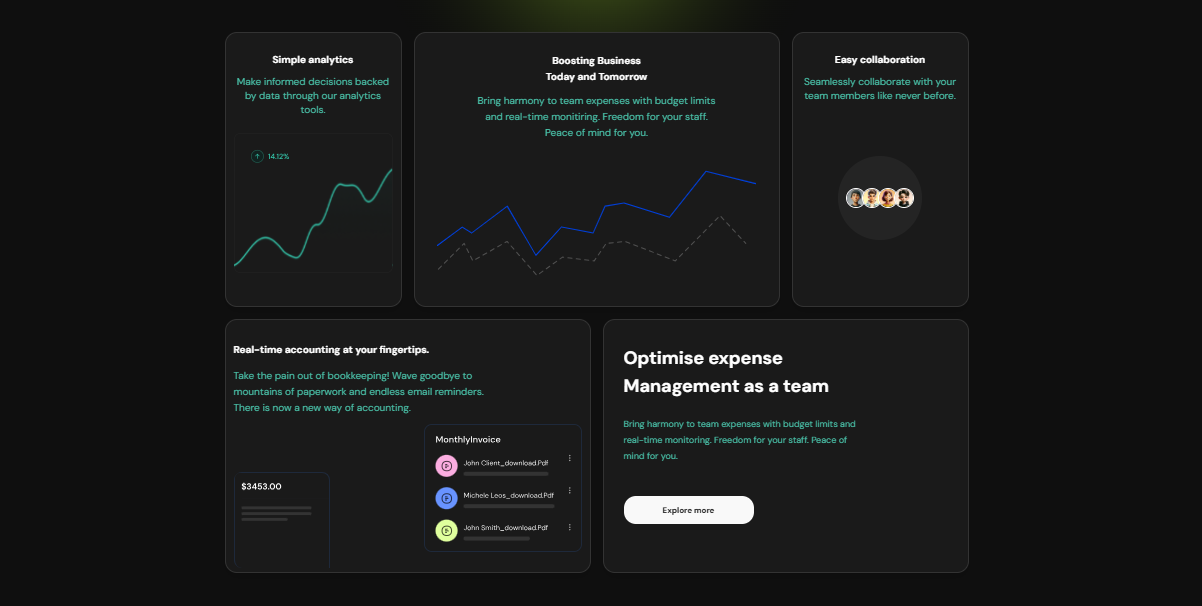 Simple analytics
Make informed decisions backed
by data through our analytics
tools.
14.12%
Boosting Business
Today and Tomorrow
Bring harmony to team expenses with budget limits
and real-time monitiring. Freedom for your staff.
Peace of mind for you.
Easy collaboration
Seamlessly collaborate with your
team members like never before.
Real-time accounting at your fingertips.
Take the pain out of bookkeeping! Wave goodbye to
mountains of paperwork and endless email reminders.
There is now a new way of accounting.
$3453.00
MonthlyInvoice
John Client_download.Pdf
Michele Leos_download.Pdf
John Smith_download.Pdf
Optimise expense
Management as a team
Bring harmony to team expenses with budget limits and
real-time monitoring. Freedom for your staff. Peace of
mind for you.
Explore more